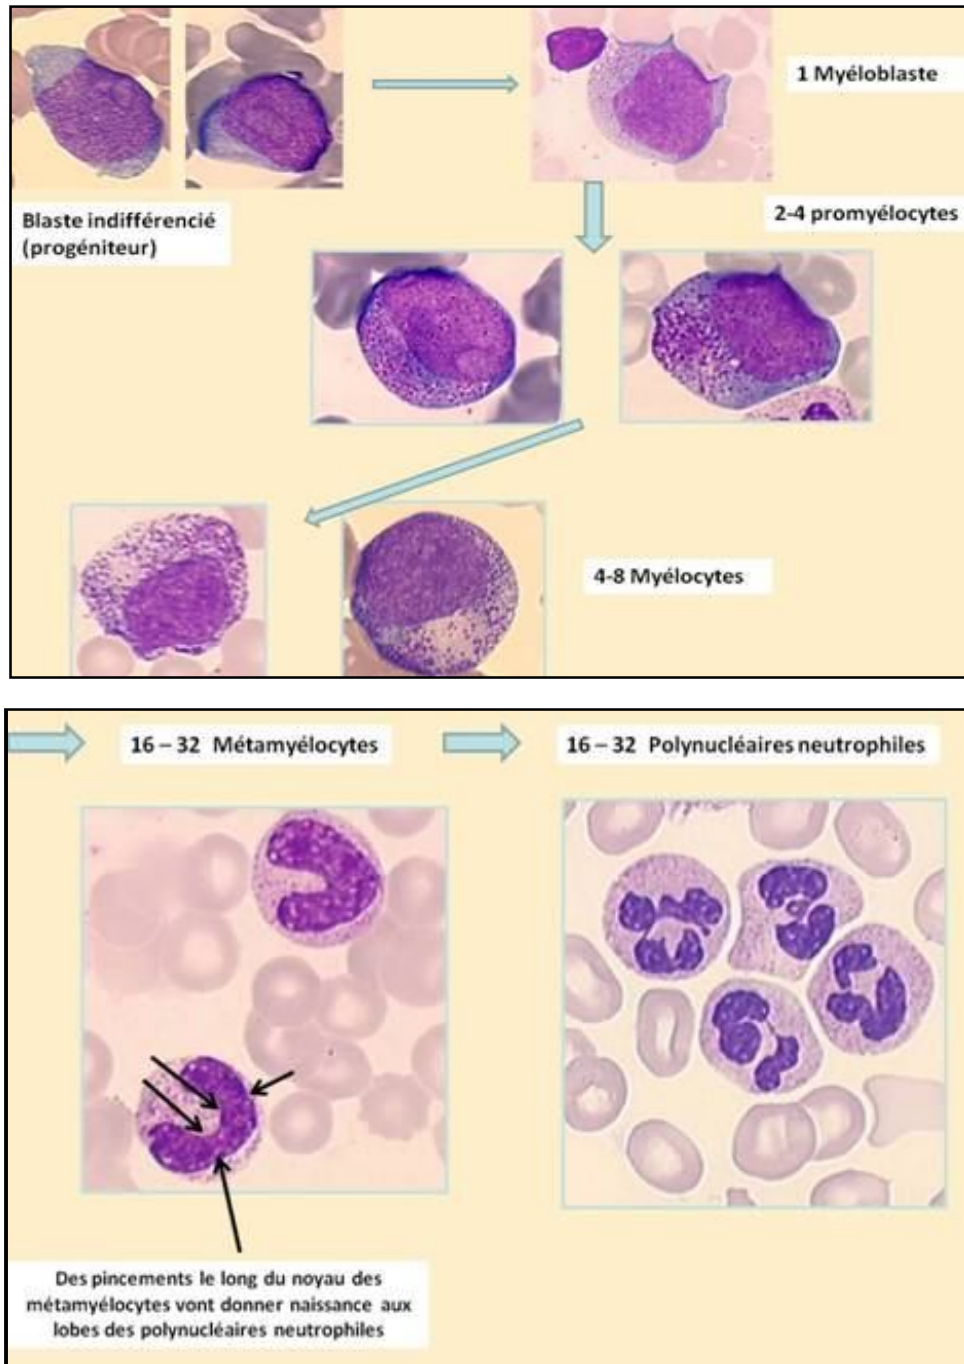 1 Myéloblaste
Blaste indifférencié
(progéniteur)
2-4 promyélocytes
4-8 Myélocytes
16 – 32 Métamyélocytes
16 – 32 Polynucléaires neutrophiles
Des pincements le long du noyau des
métamyélocytes vont donner naissance aux
lobes des polynucléaires neutrophiles